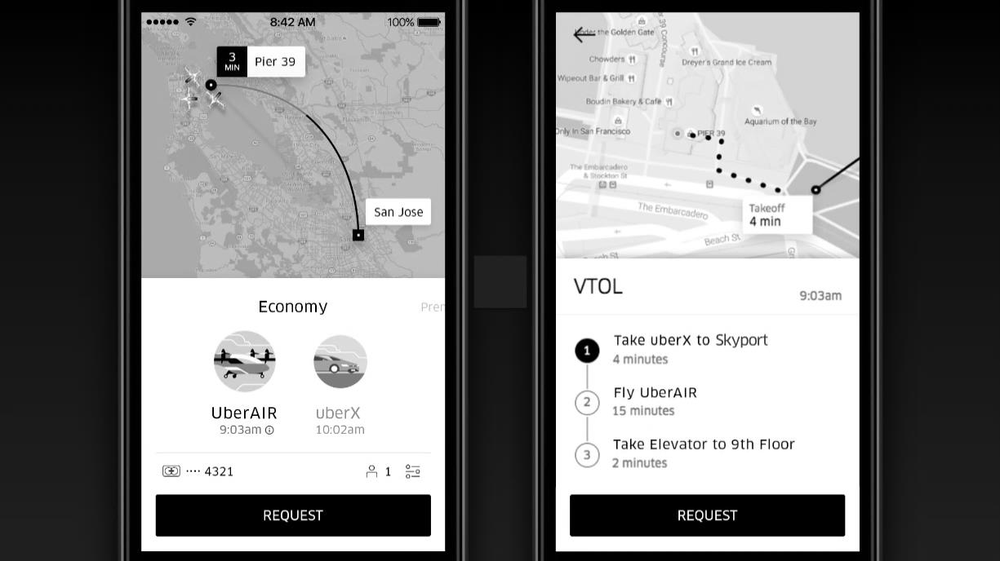 8:42 AM
100%
3
MIN
Pier 39
San Jose
Economy
UberAIR
uberX
9:03am
10:02am
4321
1
REQUEST
Under the Golden Gate
39 Concourse
Chowders
Dreyer's Grand Ice Cream
Wipeout Bar & Grill
Boudin Bakery & Cafe
Aquarium of the Bay
Only In San Francisco
PIER 39
The Embarcadero
& Stockton St
The Embarcadero
Takeoff
4 min
Beach St
VTOL
9:03am
1
Take uberX to Skyport
4 minutes
2
Fly UberAIR
15 minutes
3
Take Elevator to 9th Floor
2 minutes
REQUEST